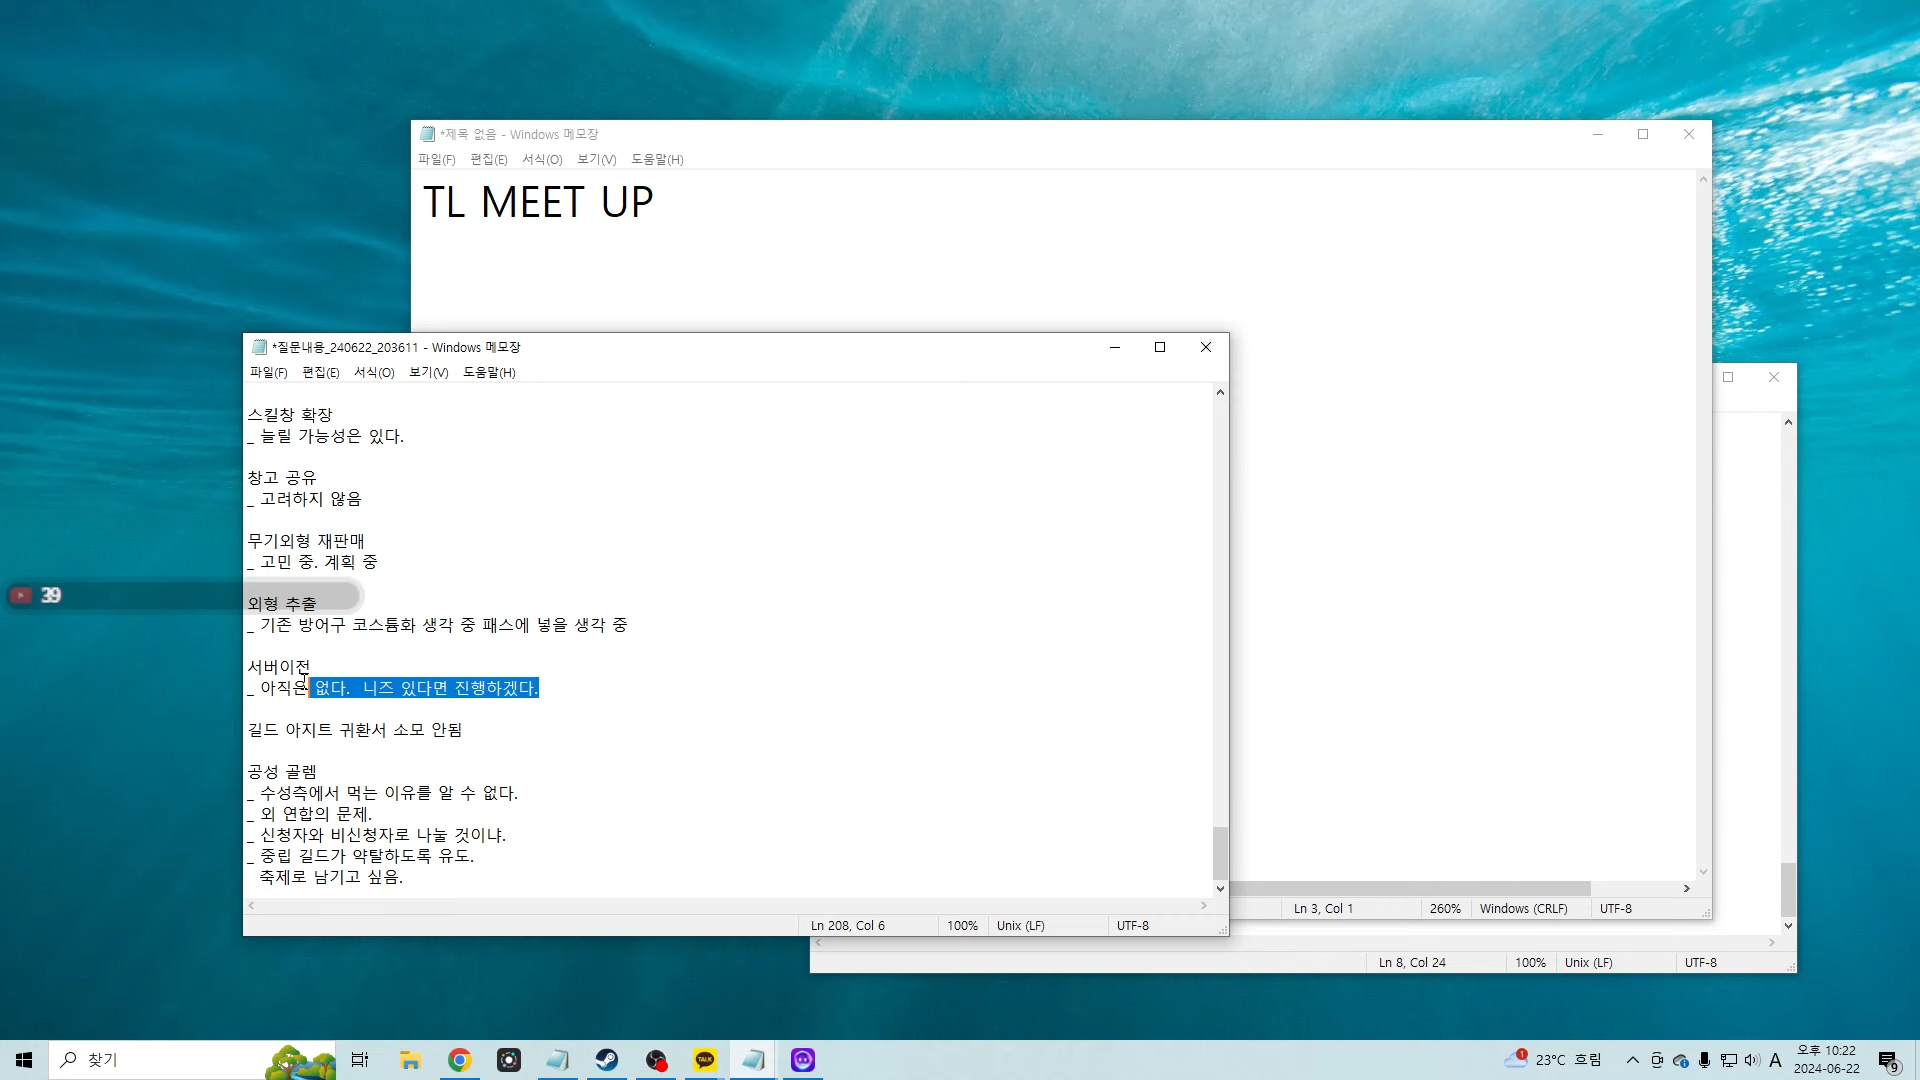 *제목 없음 - Windows 메모장
파일(F) 편집(E) 서식(O) 보기(V) 도움말(H)
TL MEET UP
*질문내용_240622_203611 - Windows 메모장
파일(F) 편집(E) 서식(O) 보기(V) 도움말(H)
스킬창 확장
_ 늘릴 가능성은 있다.
창고 공유
_ 고려하지 않음
무기외형 재판매
_ 고민 중. 계획 중
39
외형 추출
_ 기존 방어구 코스튬화 생각 중 패스에 넣을 생각 중
서버이전
_ 아직은 없다.  니즈 있다면 진행하겠다.
길드 아지트 귀환서 소모 안됨
공성 골렘
_ 수성측에서 먹는 이유를 알 수 없다.
_ 외 연합의 문제.
_ 신청자와 비신청자로 나눌 것이냐.
_ 중립 길드가 약탈하도록 유도.
축제로 남기고 싶음.
Ln 3, Col 1 260% Windows (CRLF) UTF-8
Ln 208, Col 6 100% Unix (LF) UTF-8
Ln 8, Col 24 100% Unix (LF) UTF-8
찾기
TALK
1
23°C 흐림
A
오후 10:22
2024-06-22
9